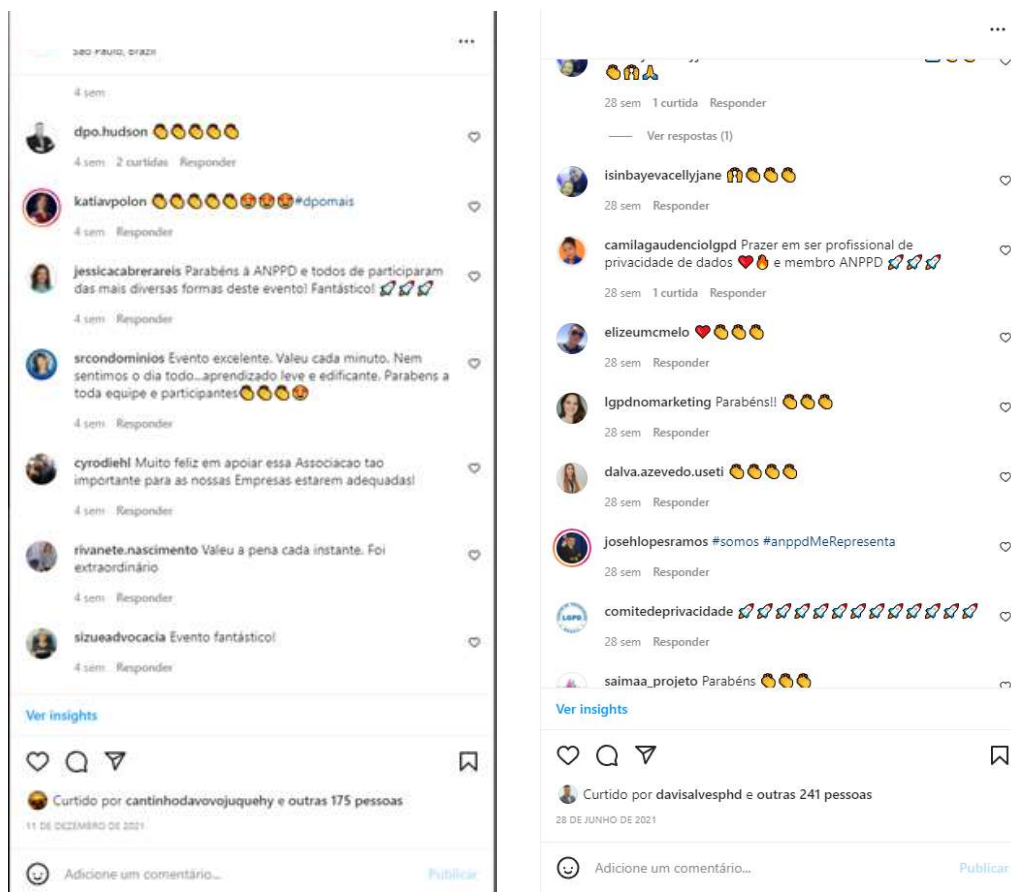 São Paulo, Brazil
4 sem
dpo.hudson 👏👏👏👏👏
4 sem 2 curtidas Responder
katiavpolon 👏👏👏👏👏🤩🤩🤩#dpomais
4 sem Responder
jessicacabrerareis Parabéns à ANPPD e todos de participaram
das mais diversas formas deste evento! Fantástico! 🚀🚀🚀
4 sem Responder
srcondominios Evento excelente. Valeu cada minuto. Nem
sentimos o dia todo...aprendizado leve e edificante. Parabens a
toda equipe e participantes👏👏👏🤩
4 sem Responder
cyrodiehl Muito feliz em apoiar essa Associacao tao
importante para as nossas Empresas estarem adequadas!
4 sem Responder
rivanete.nascimento Valeu a pena cada instante. Foi
extraordinário
4 sem Responder
sizueadvocacia Evento fantástico!
4 sem Responder
Ver insights
Curtido por cantinhodavovojuquehy e outras 175 pessoas
11 DE DEZEMBRO DE 2021
Adicione um comentário...
Publicar
👏🙌🙏
28 sem 1 curtida Responder
Ver respostas (1)
isinbayevacellyjane 🙌👏👏👏
28 sem Responder
camilagaudenciolgpd Prazer em ser profissional de
privacidade de dados ❤️🔥 e membro ANPPD 🚀🚀🚀
28 sem 1 curtida Responder
elizeumcmelo ❤️👏👏👏
28 sem Responder
lgpdnomarketing Parabéns!! 👏👏👏
28 sem Responder
dalva.azevedo.useti 👏👏👏👏
28 sem Responder
josehlopesramos #somos #anppdMeRepresenta
28 sem Responder
LGPD
comitedeprivacidade 🚀🚀🚀🚀🚀🚀🚀🚀🚀🚀🚀🚀🚀
28 sem Responder
saimaa_projeto Parabéns 👏👏👏
Ver insights
Curtido por davisalvesphd e outras 241 pessoas
28 DE JUNHO DE 2021
Adicione um comentário...
Publicar